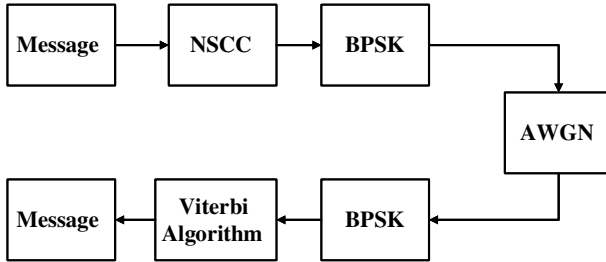 Message
NSCC
BPSK
AWGN
Message
Viterbi
Algorithm
BPSK